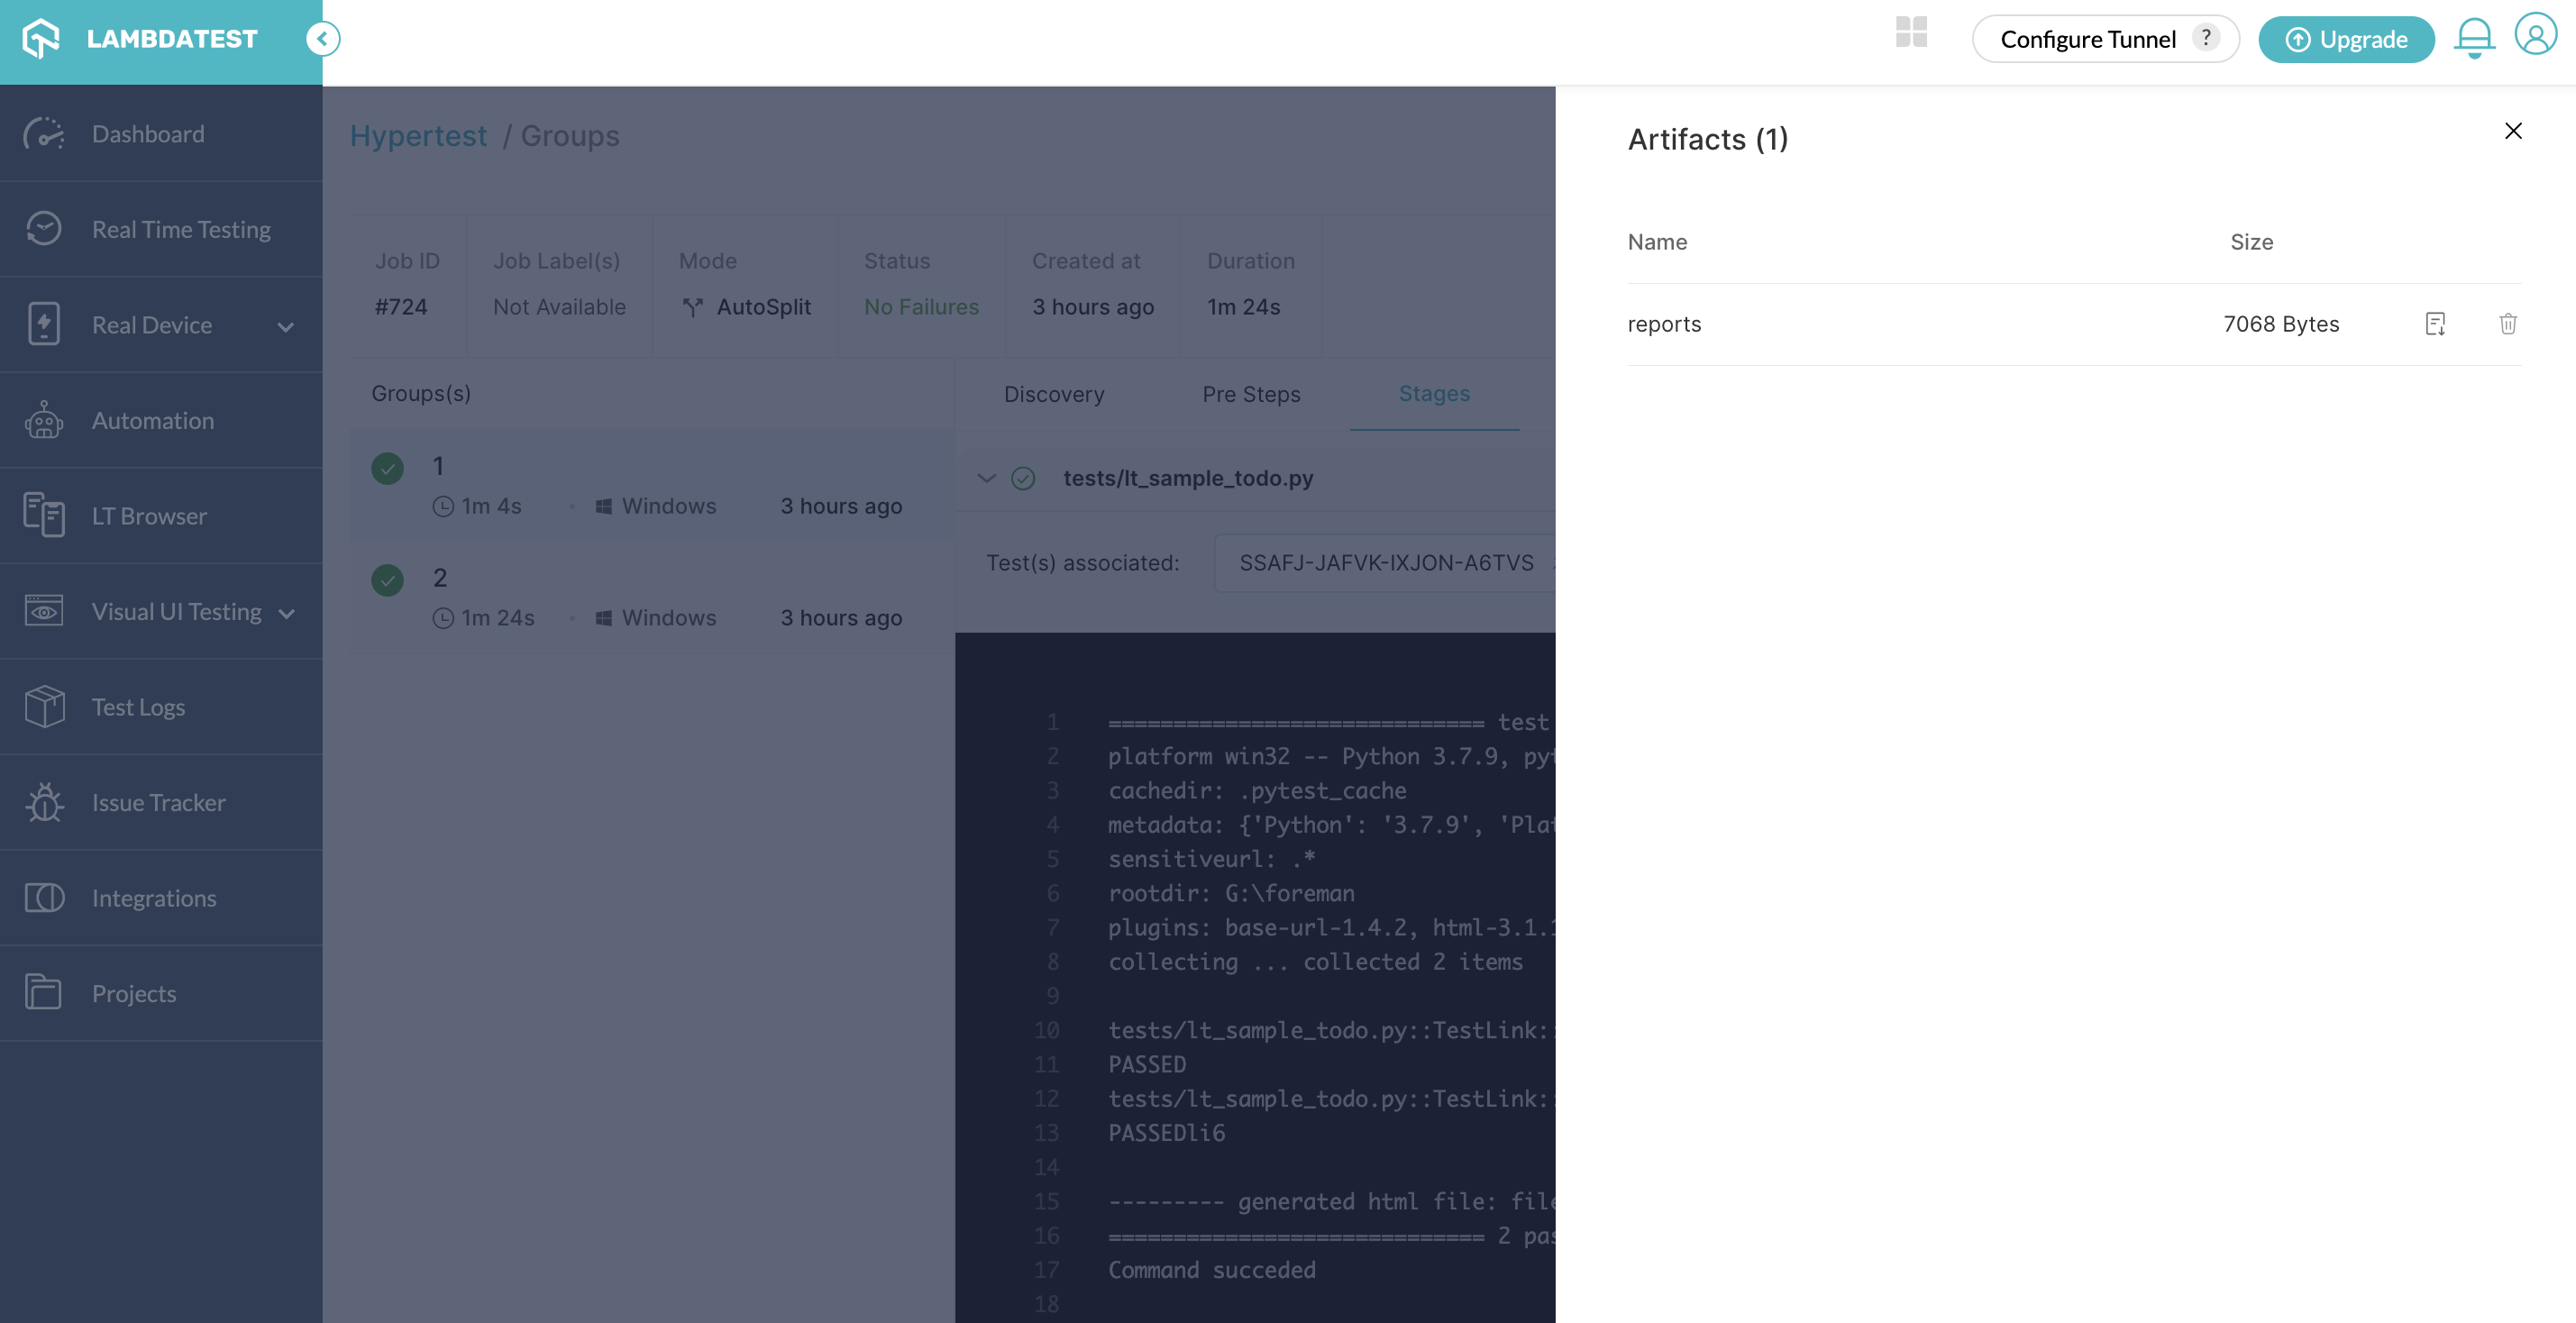 LAMBDATEST
Configure Tunnel ?
Upgrade
Dashboard
Real Time Testing
Real Device
Automation
LT Browser
Visual UI Testing
Test Logs
Issue Tracker
Integrations
Projects
Hypertest / Groups
Job ID
#724
Job Label(s)
Not Available
Mode
AutoSplit
Status
No Failures
Created at
3 hours ago
Duration
1m 24s
Groups(s)
1
1m 4s Windows 3 hours ago
2
1m 24s Windows 3 hours ago
Discovery Pre Steps Stages
tests/lt_sample_todo.py
Test(s) associated: SSAFJ-JAFVK-IXJON-A6TVS
1 ============================= test
2 platform win32 -- Python 3.7.9, pyt
3 cachedir: .pytest_cache
4 metadata: {'Python': '3.7.9', 'Plat
5 sensitiveurl: .*
6 rootdir: G:\foreman
7 plugins: base-url-1.4.2, html-3.1.1
8 collecting ... collected 2 items
9
10 tests/lt_sample_todo.py::TestLink::
11 PASSED
12 tests/lt_sample_todo.py::TestLink::
13 PASSEDli6
14
15 --------- generated html file: file
16 ============================= 2 pas
17 Command succeded
18
Artifacts (1)
Name Size
reports 7068 Bytes